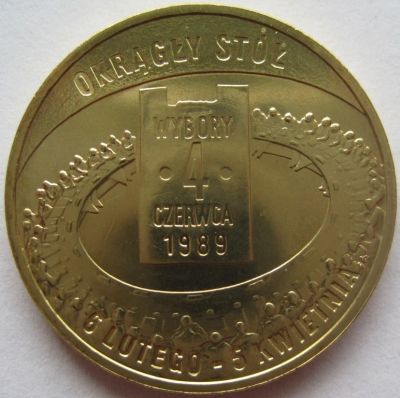 OKRĄGŁY STÓŁ
WYBORY
· 4 ·
CZERWCA
1989
6 LUTEGO - 5 KWIETNIA